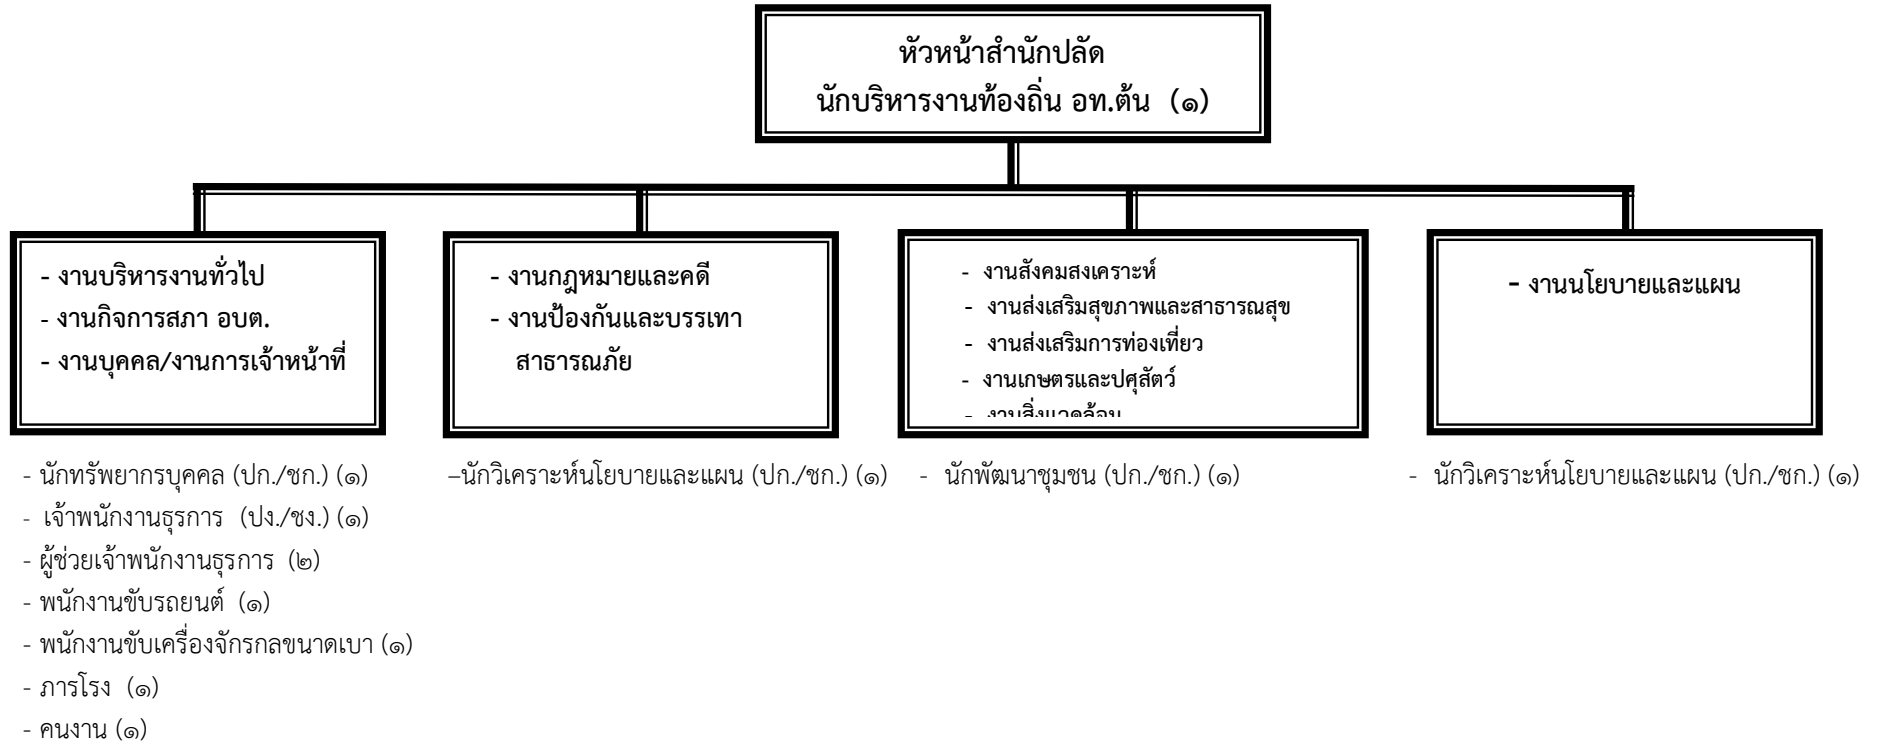 หัวหน้าสำนักปลัด
นักบริหารงานท้องถิ่น อท.ต้น (๑)
- งานบริหารงานทั่วไป
- งานกิจการสภา อบต.
- งานบุคคล/งานการเจ้าหน้าที่
- งานกฎหมายและคดี
- งานป้องกันและบรรเทา
สาธารณภัย
- งานสังคมสงเคราะห์
- งานส่งเสริมสุขภาพและสาธารณสุข
- งานส่งเสริมการท่องเที่ยว
- งานเกษตรและปศุสัตว์
- งานสิ่งแวดล้อม
- งานนโยบายและแผน
- นักทรัพยากรบุคคล (ปก./ชก.) (๑)
- เจ้าพนักงานธุรการ (ปง./ชง.) (๑)
- ผู้ช่วยเจ้าพนักงานธุรการ (๒)
- พนักงานขับรถยนต์ (๑)
- พนักงานขับเครื่องจักรกลขนาดเบา (๑)
- ภารโรง (๑)
- คนงาน (๑)
–นักวิเคราะห์นโยบายและแผน (ปก./ชก.) (๑)
- นักพัฒนาชุมชน (ปก./ชก.) (๑)
- นักวิเคราะห์นโยบายและแผน (ปก./ชก.) (๑)